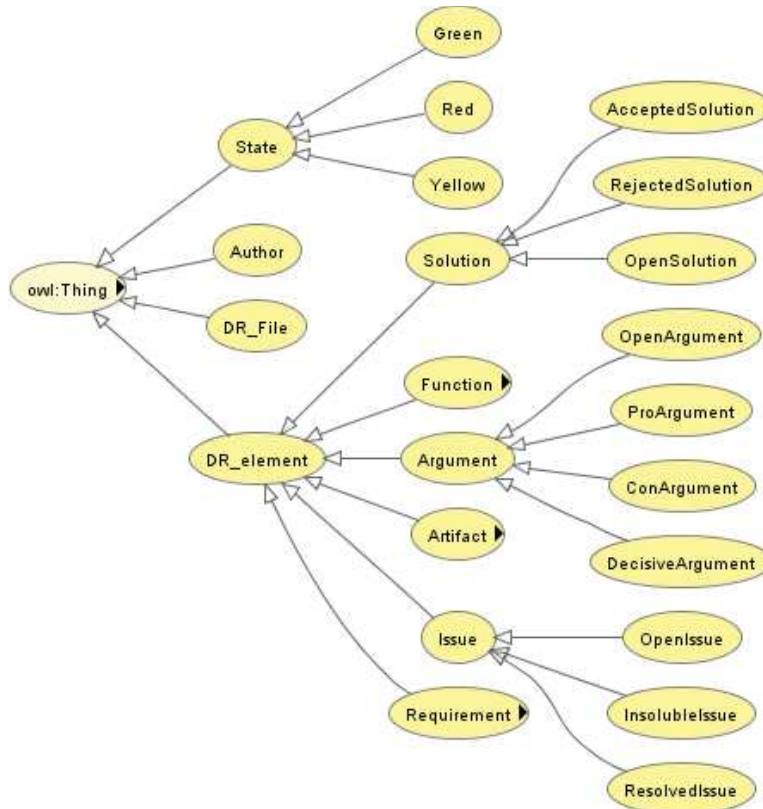 Green
AcceptedSolution
Red
State
Yellow
RejectedSolution
Author
Solution
OpenSolution
owl:Thing
DR_File
OpenArgument
Function
ProArgument
DR_element
Argument
ConArgument
Artifact
DecisiveArgument
Issue
OpenIssue
Requirement
InsolubleIssue
ResolvedIssue